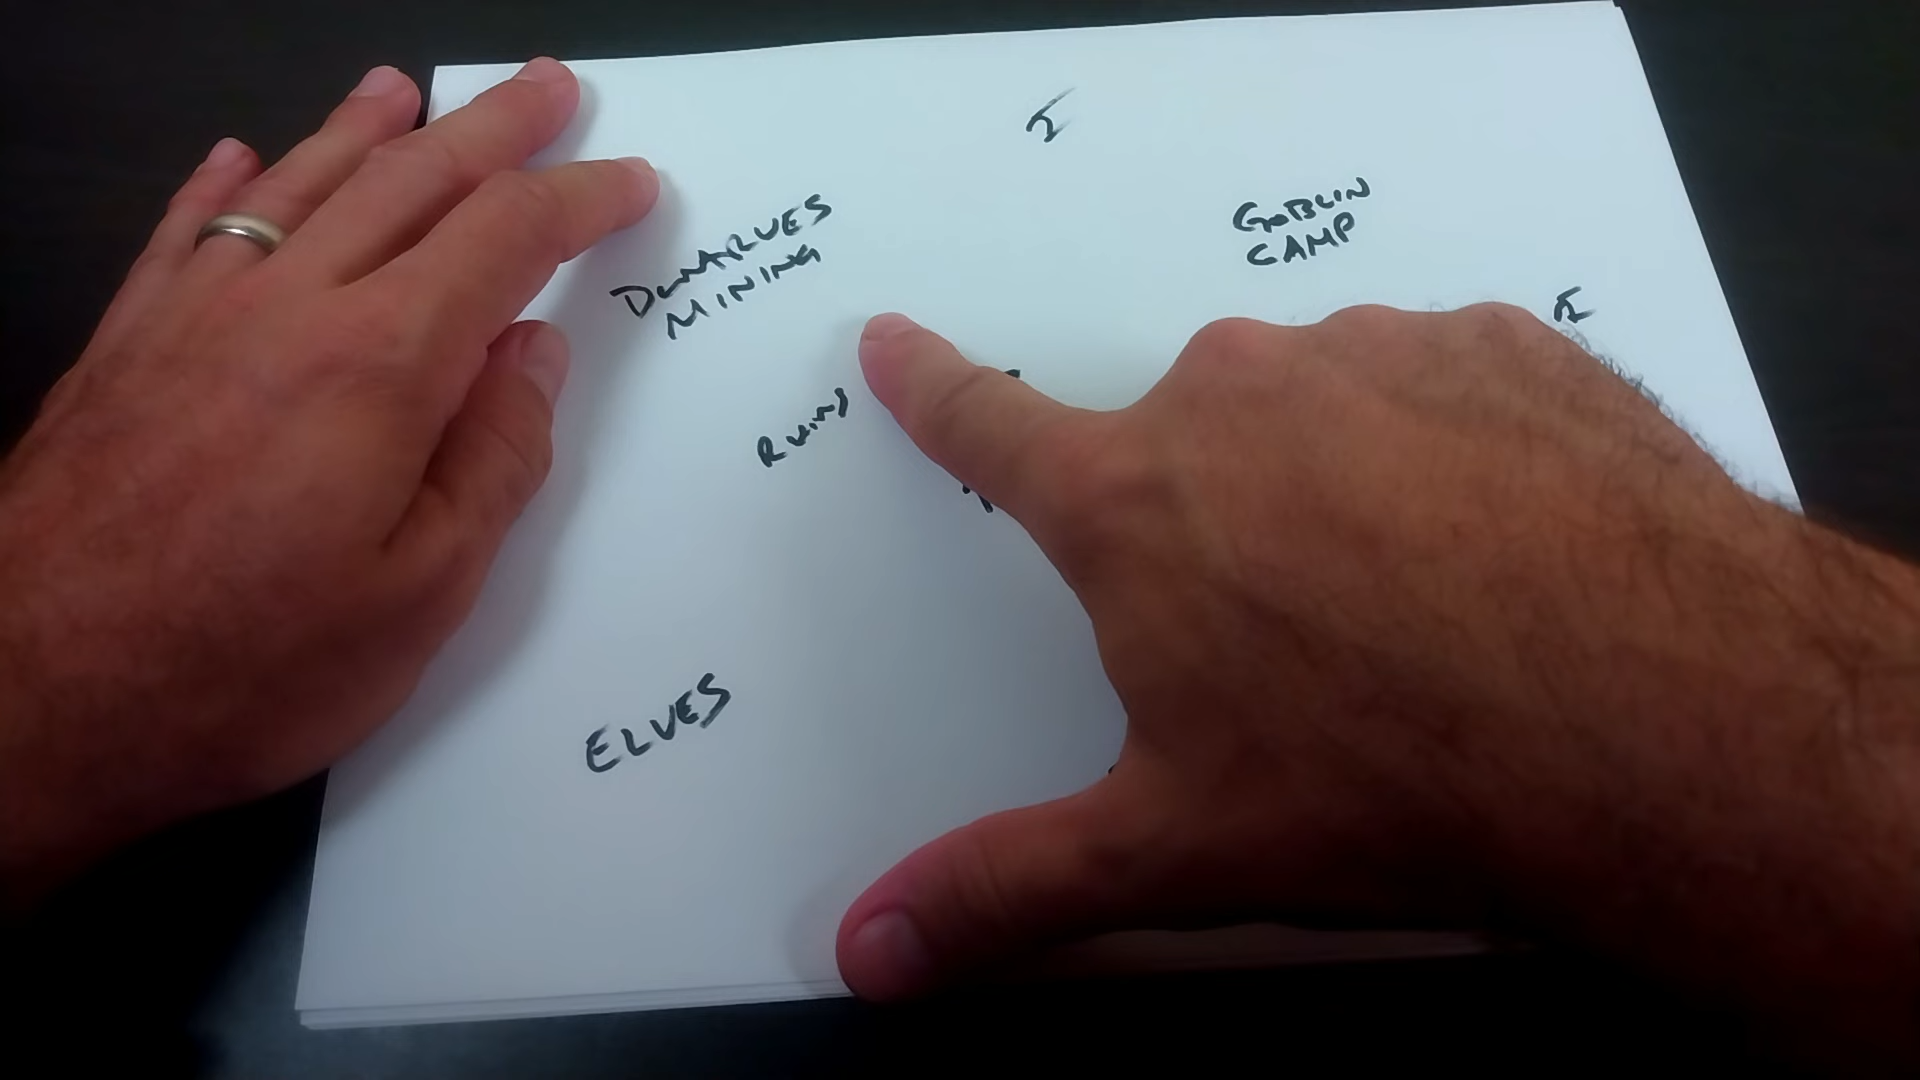 I
DWARVES
MINING
GOBLIN
CAMP
I
RUINS
ELVES